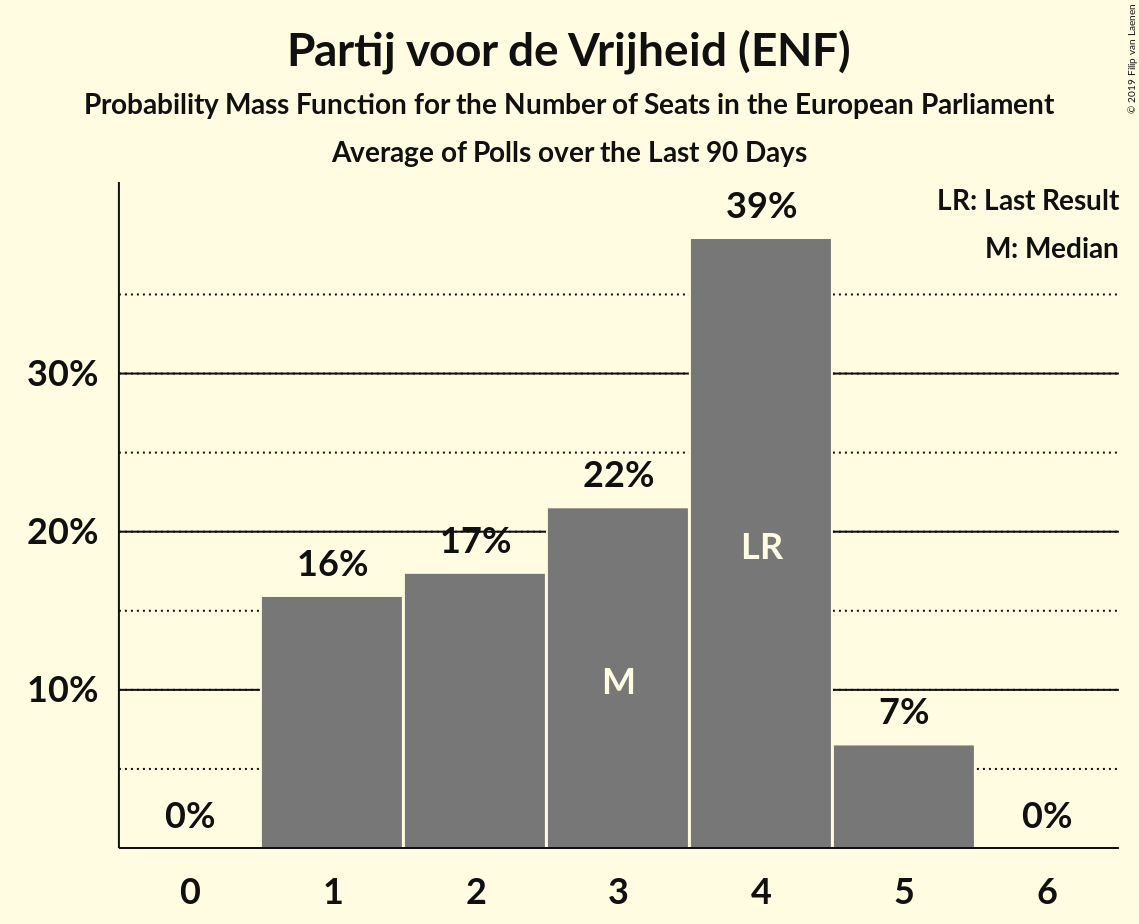 Partij voor de Vrijheid (ENF)
Probability Mass Function for the Number of Seats in the European Parliament
Average of Polls over the Last 90 Days
© 2019 Filip van Laenen
LR: Last Result
M: Median
39%
30%
22%
20%
17%
16%
LR
M
10%
7%
0%
0%
0 1 2 3 4 5 6